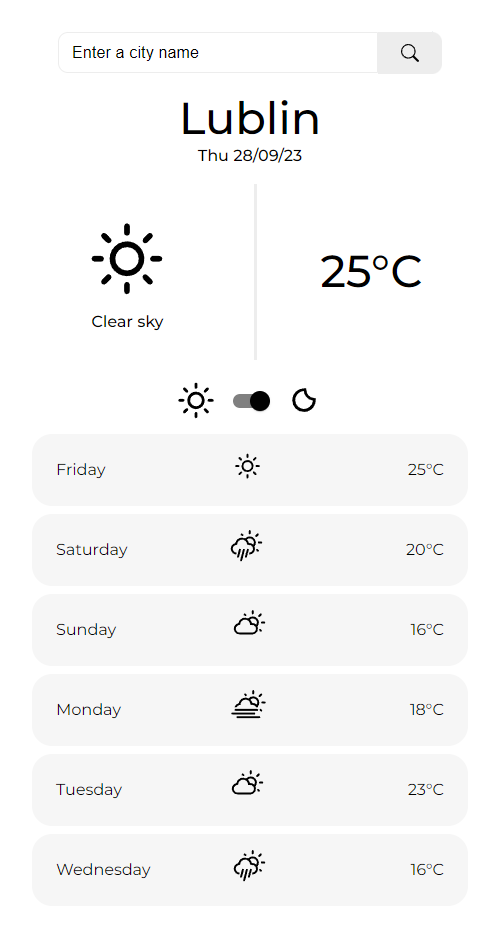 Enter a city name
Lublin
Thu 28/09/23
Clear sky
25°C
Friday 25°C
Saturday 20°C
Sunday 16°C
Monday 18°C
Tuesday 23°C
Wednesday 16°C